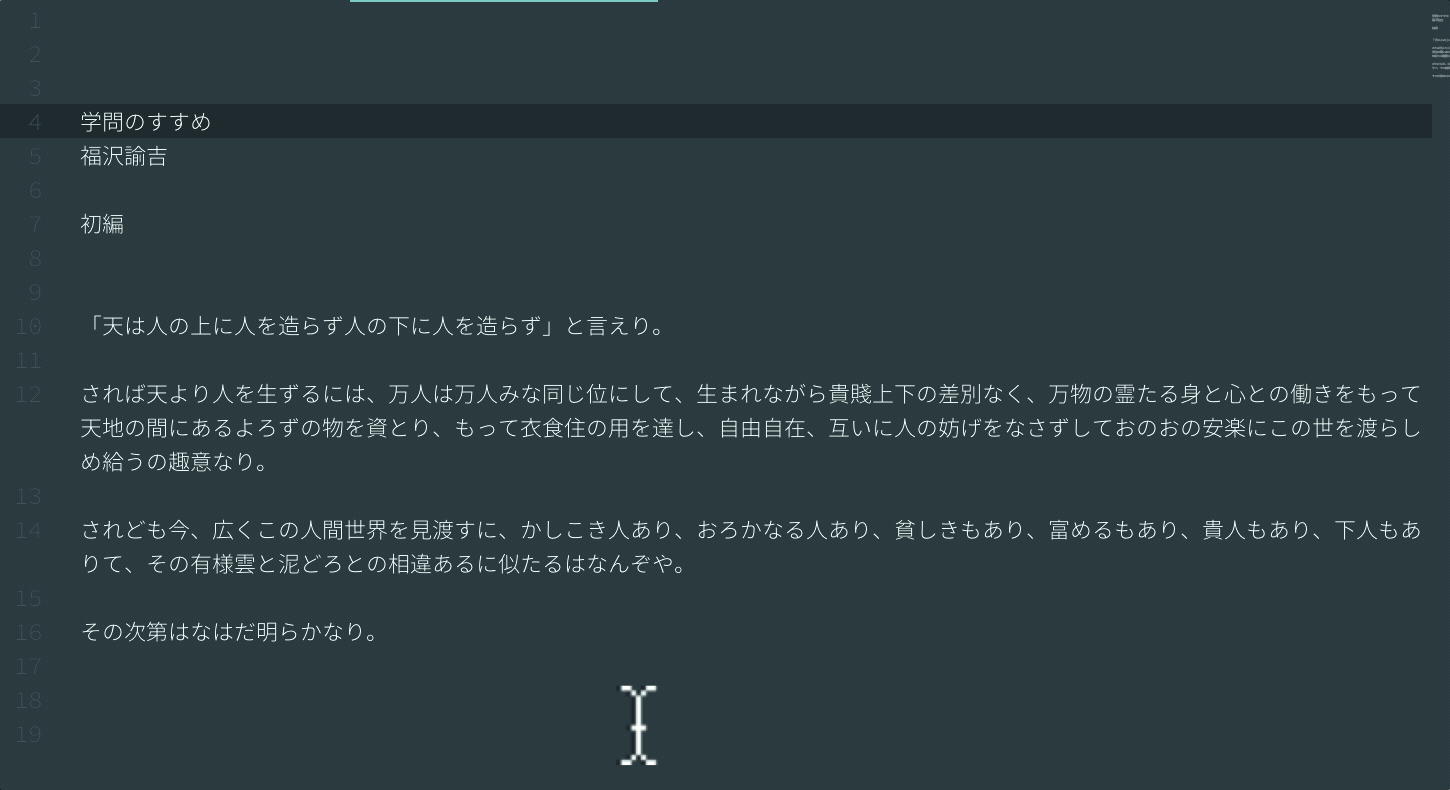 1
2
3
4 学問のすすめ
5 福沢諭吉
6
7 初編
8
9
10 「天は人の上に人を造らず人の下に人を造らず」と言えり。
11
12 されば天より人を生ずるには、万人は万人みな同じ位にして、生まれながら貴賤上下の差別なく、万物の霊たる身と心との働きをもって
天地の間にあるよろずの物を資とり、もって衣食住の用を達し、自由自在、互いに人の妨げをなさずしておのおの安楽にこの世を渡らし
め給うの趣意なり。
13
14 されども今、広くこの人間世界を見渡すに、かしこき人あり、おろかなる人あり、貧しきもあり、富めるもあり、貴人もあり、下人もあ
りて、その有様雲と泥どろとの相違あるに似たるはなんぞや。
15
16 その次第はなはだ明らかなり。
17
18
19